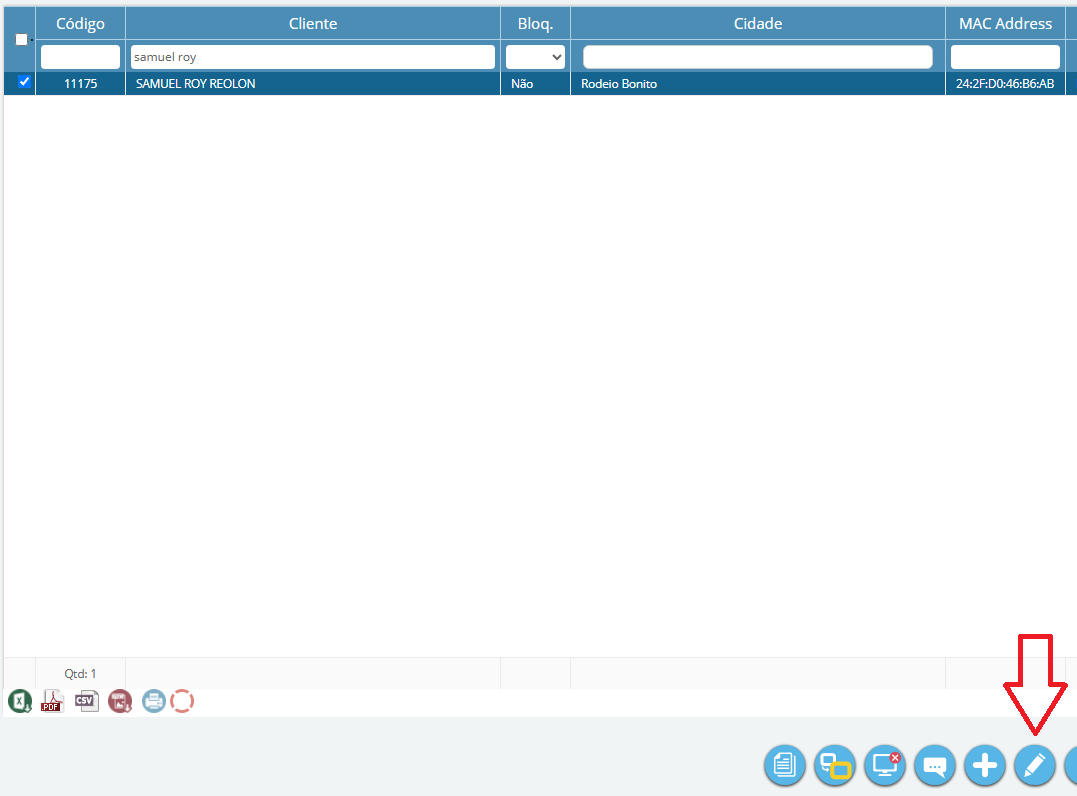 Código Cliente Bloq. Cidade MAC Address
samuel roy
11175 SAMUEL ROY REOLON Não Rodeio Bonito 24:2F:D0:46:B6:AB
Qtd: 1
PDF CSV